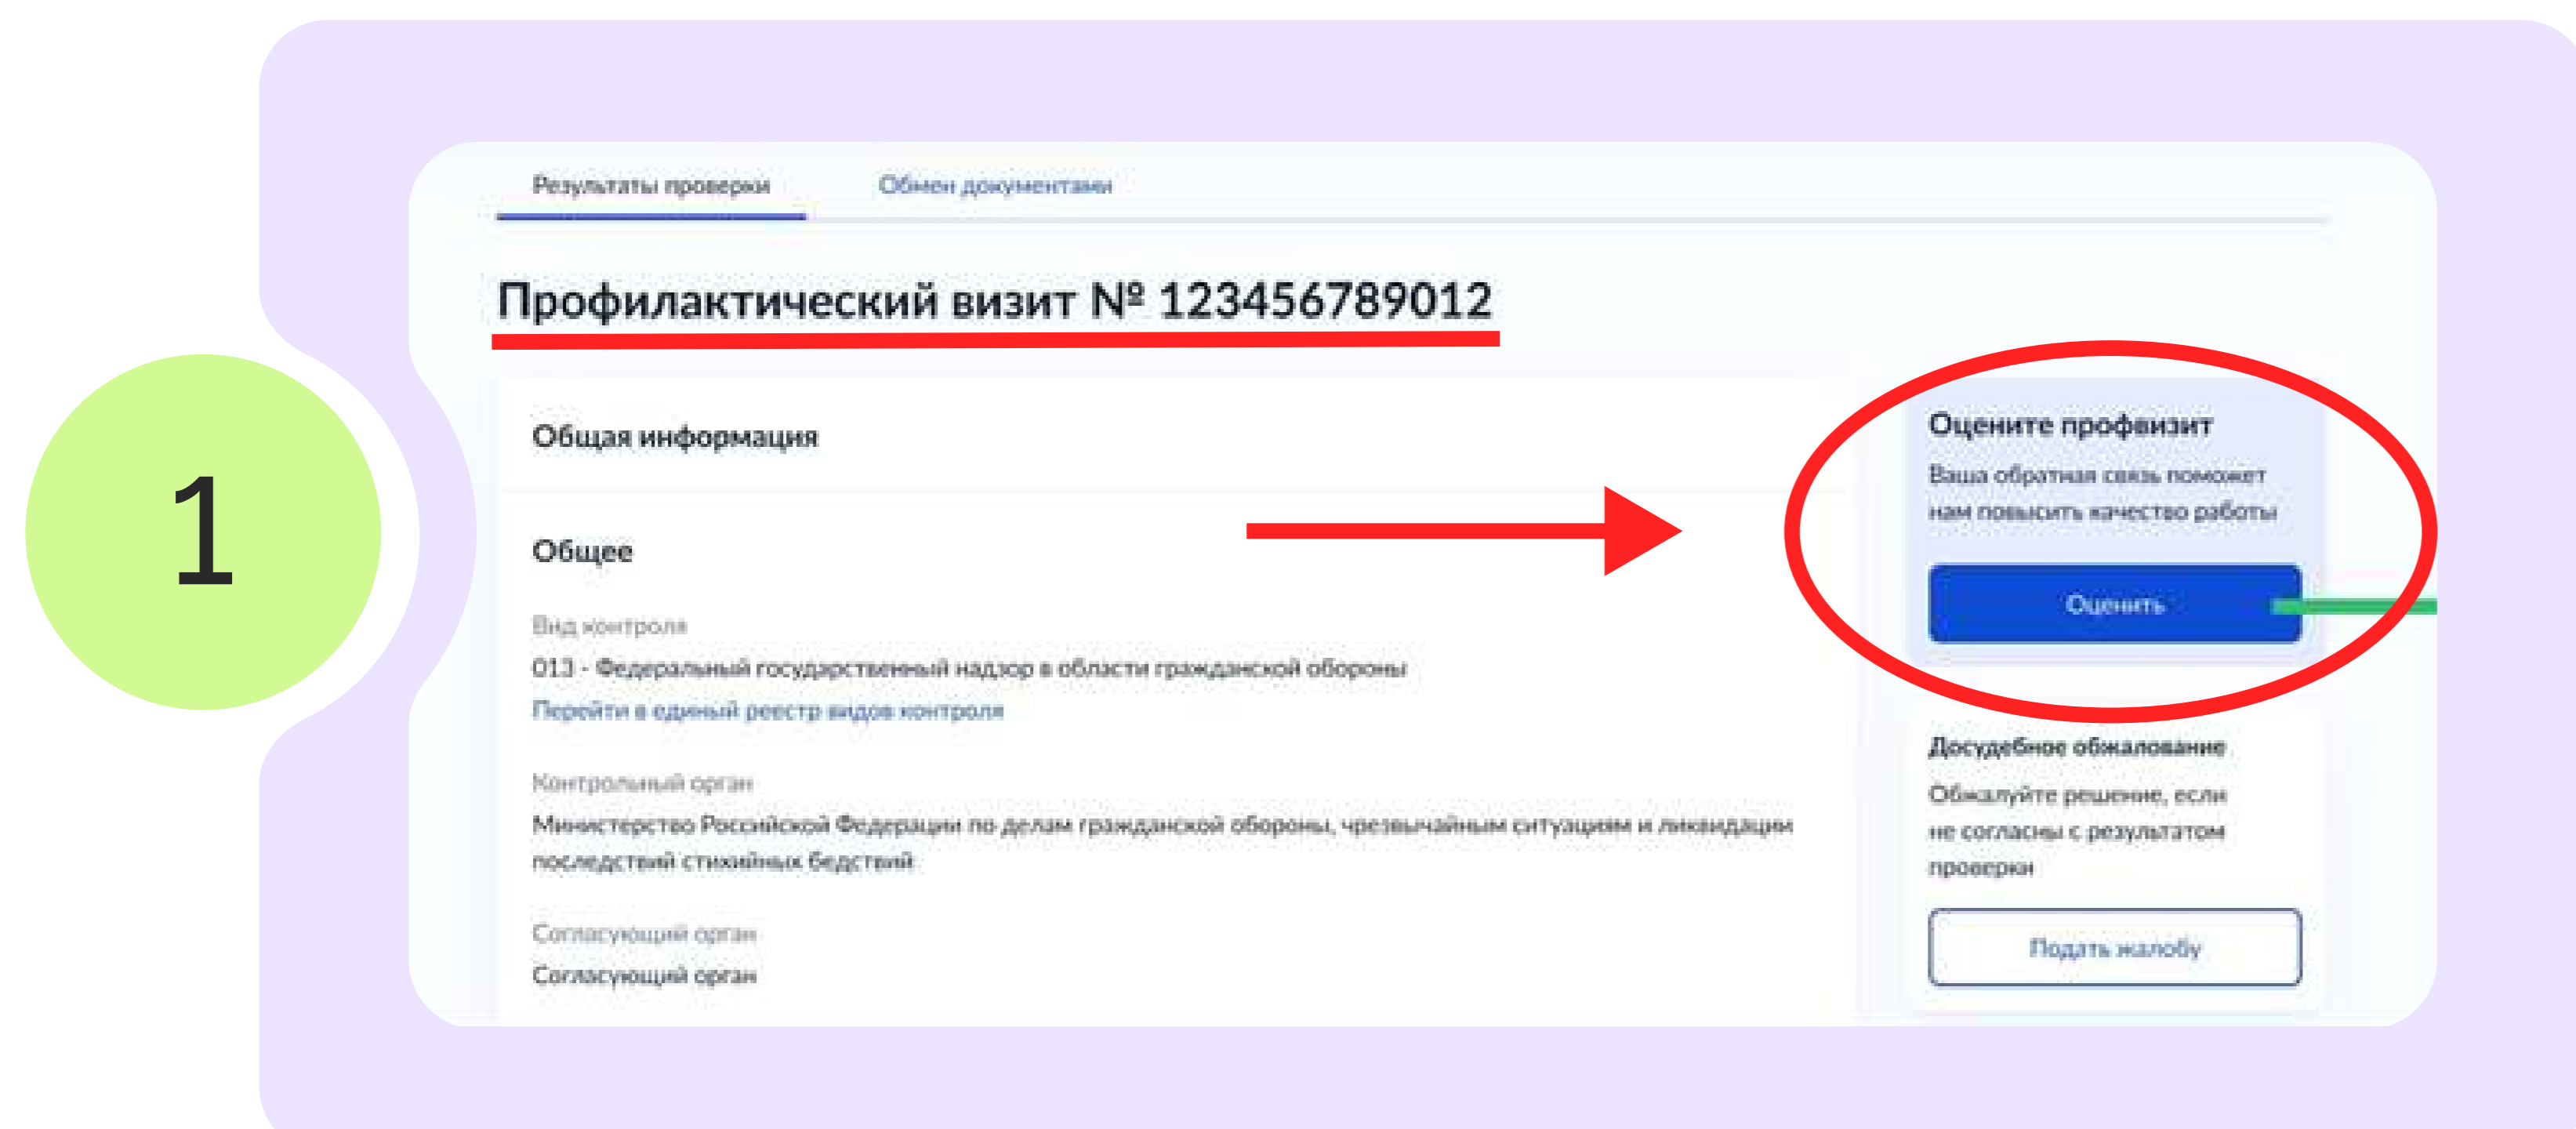 Результаты проверки
Обмен документами
Профилактический визит № 123456789012
1
Общая информация
Общее
Вид контроля
013 - Федеральный государственный надзор в области гражданской обороны
Перейти в единый реестр видов контроля
Контрольный орган
Министерство Российской Федерации по делам гражданской обороны, чрезвычайным ситуациям и ликвидации
последствий стихийных бедствий
Согласующий орган
Согласующий орган
Оцените профвизит
Ваша обратная связь поможет
нам повысить качество работы
Оценить
Досудебное обжалование
Обжалуйте решение, если
не согласны с результатом
проверки
Подать жалобу